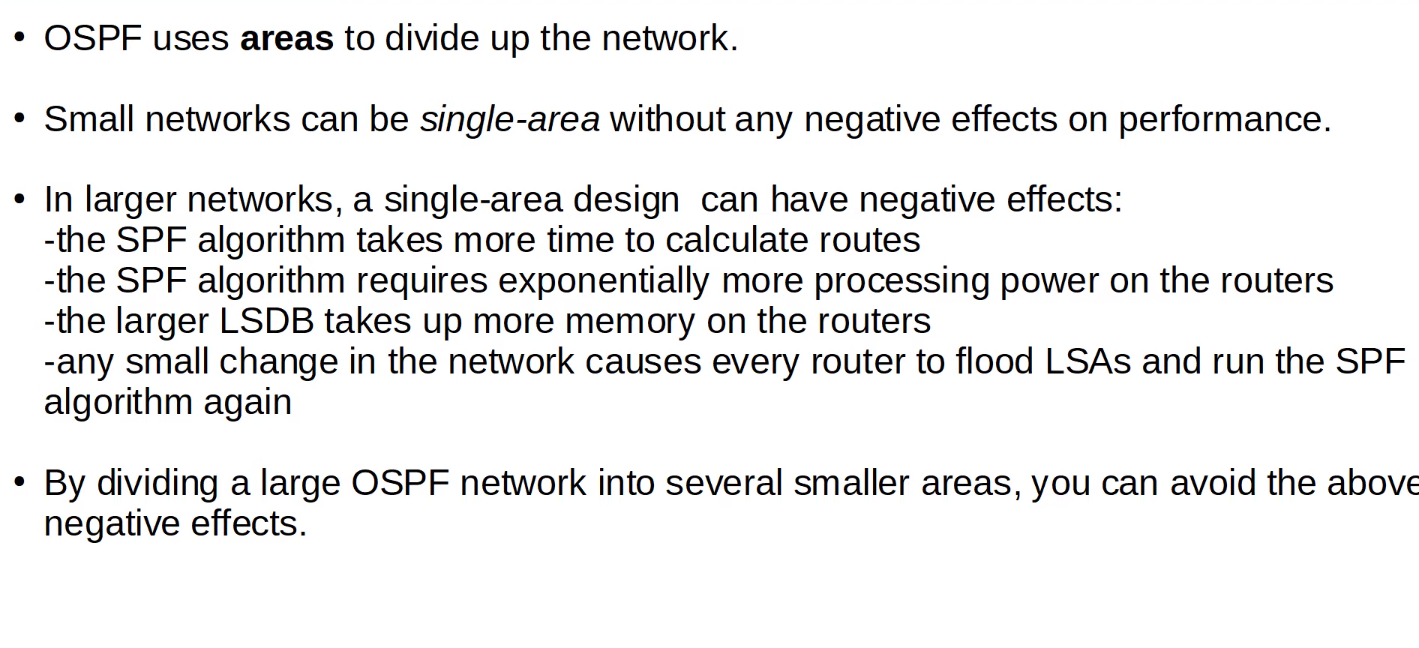 • OSPF uses areas to divide up the network.
• Small networks can be single-area without any negative effects on performance.
• In larger networks, a single-area design  can have negative effects:
-the SPF algorithm takes more time to calculate routes
-the SPF algorithm requires exponentially more processing power on the routers
-the larger LSDB takes up more memory on the routers
-any small change in the network causes every router to flood LSAs and run the SPF
algorithm again
• By dividing a large OSPF network into several smaller areas, you can avoid the above
negative effects.